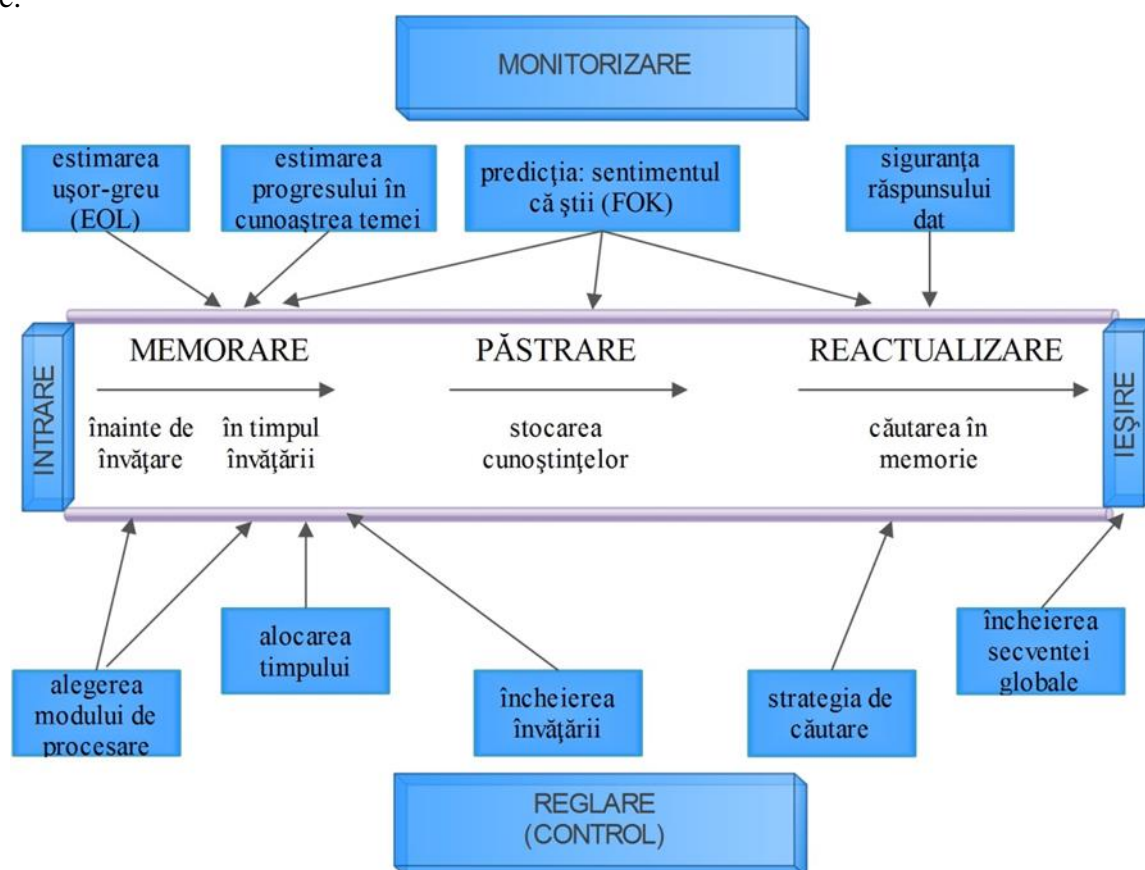 c.
MONITORIZARE
estimarea
uşor-greu
(EOL)
estimarea
progresului în
cunoaştrea temei
predicţia: sentimentul
că ştii (FOK)
siguranţa
răspunsului
dat
INTRARE
MEMORARE
PĂSTRARE
REACTUALIZARE
IEŞIRE
înainte de
învăţare
în timpul
învăţării
stocarea
cunoştinţelor
căutarea în
memorie
alegerea
modului de
procesare
alocarea
timpului
încheierea
învăţării
strategia de
căutare
încheierea
secventei
globale
REGLARE
(CONTROL)